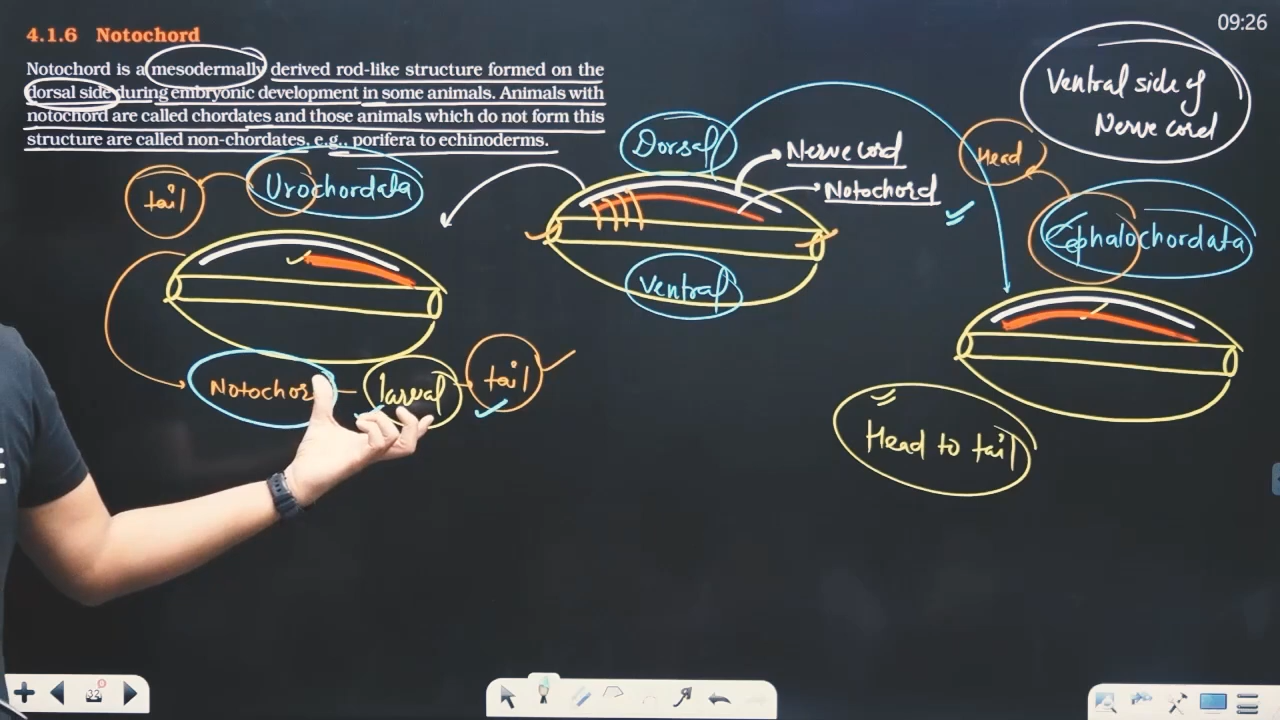 09:26
4.1.6 Notochord
Notochord is a mesodermally derived rod-like structure formed on the
dorsal side during embryonic development in some animals. Animals with
notochord are called chordates and those animals which do not form this
structure are called non-chordates, e.g., porifera to echinoderms.
Ventral side of
Nerve cord
Dorsal
Nerve cord
Notochord
Head
tail
Urochordata
Cephalochordata
Ventral
Notochor
larval
tail
Head to tail
32